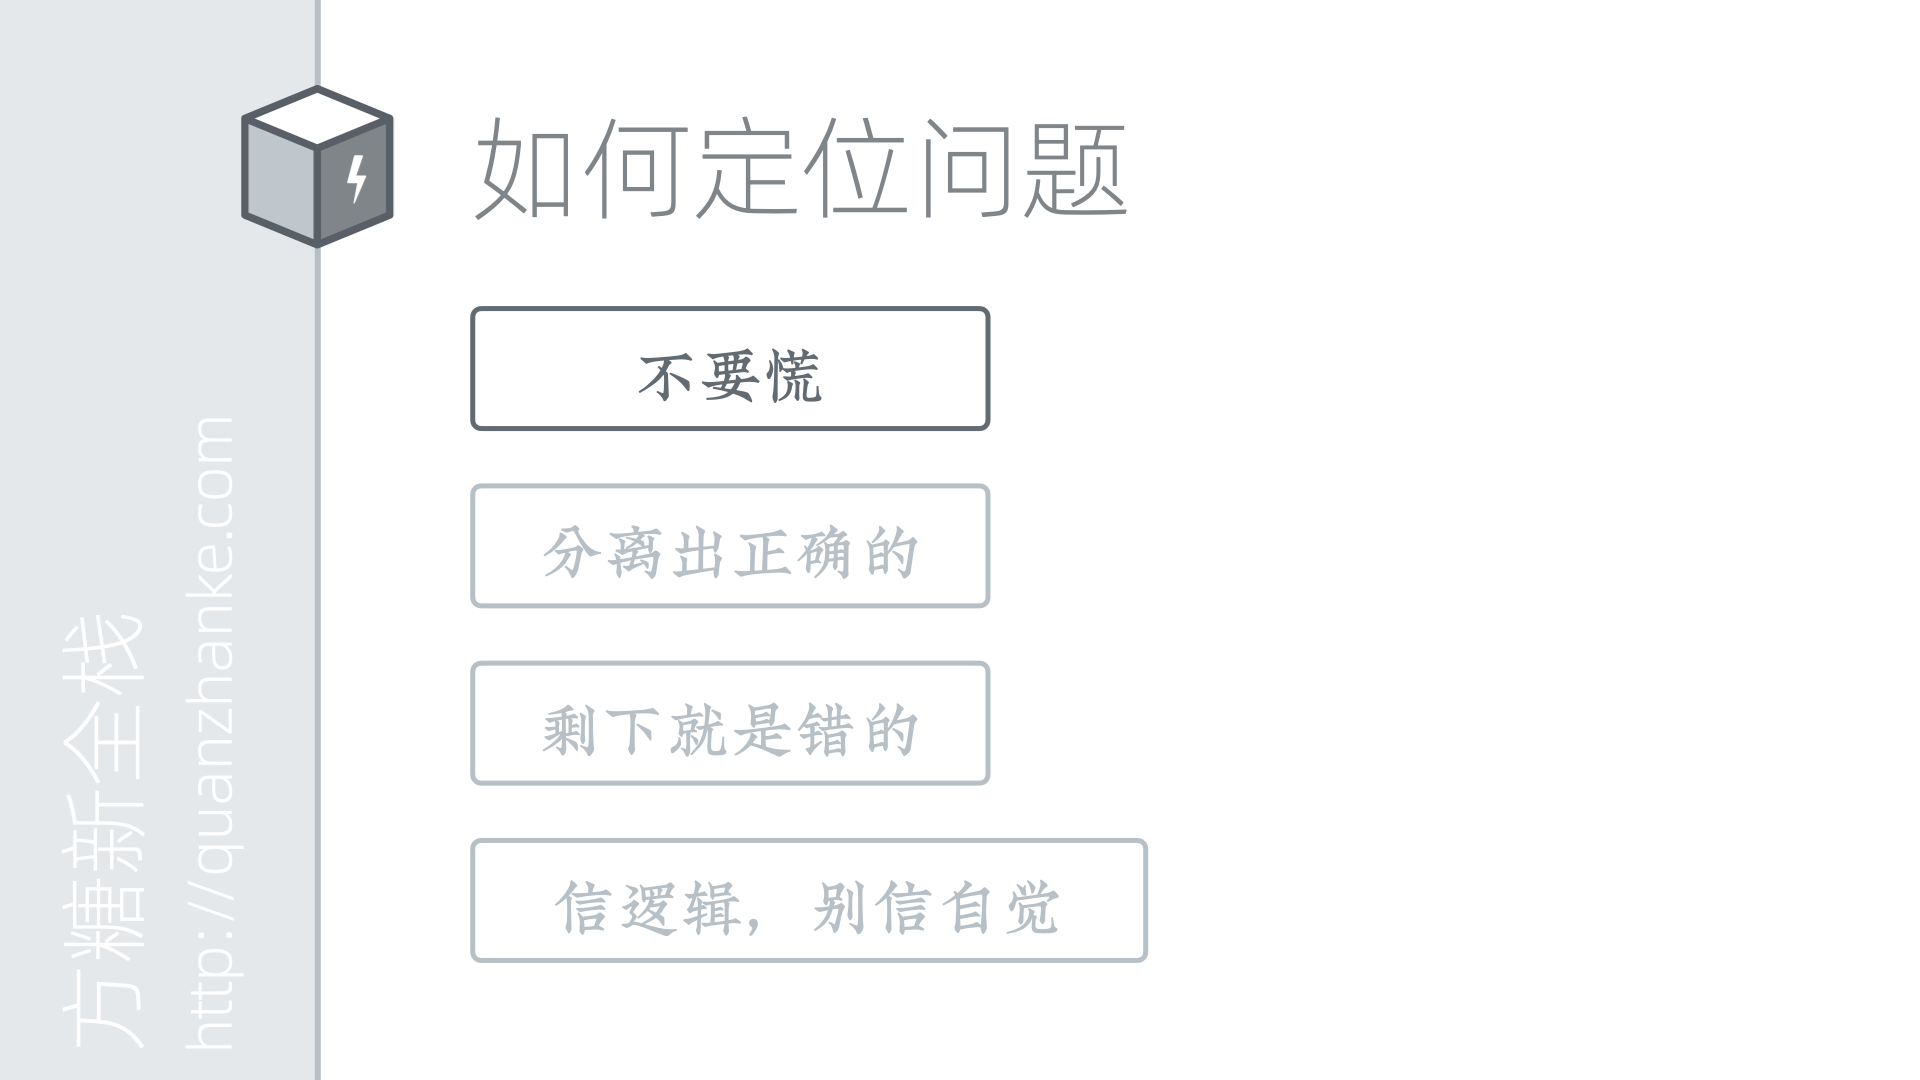 如何定位问题
不要慌
分离出正确的
剩下就是错的
信逻辑，别信自觉
方糖新全栈
http://quanzhanke.com